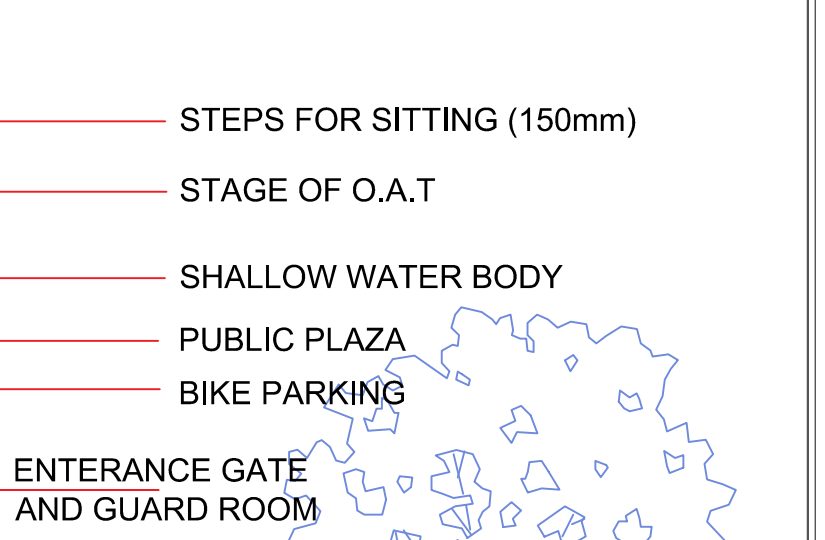 STEPS FOR SITTING (150mm)
STAGE OF O.A.T
SHALLOW WATER BODY
PUBLIC PLAZA
BIKE PARKING
ENTERANCE GATE
AND GUARD ROOM